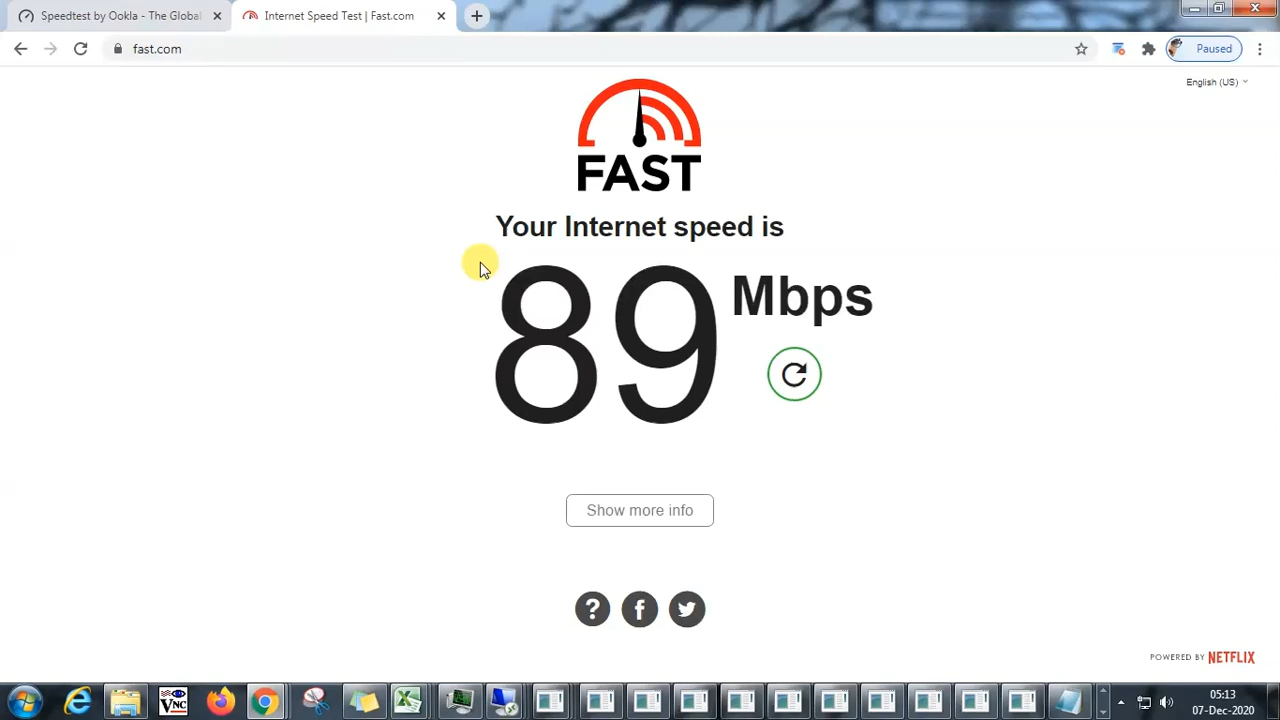 Speedtest by Ookla - The Global
Internet Speed Test | Fast.com
fast.com
Paused
English (US)
FAST
Your Internet speed is
89 Mbps
Show more info
?
f
POWERED BY NETFLIX
VNC
05:13
07-Dec-2020